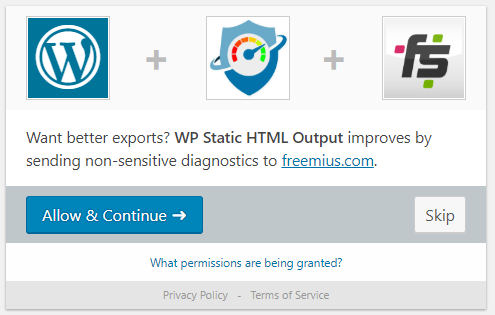 Want better exports? WP Static HTML Output improves by
sending non-sensitive diagnostics to freemius.com.
Allow & Continue ➜
Skip
What permissions are being granted?
Privacy Policy - Terms of Service